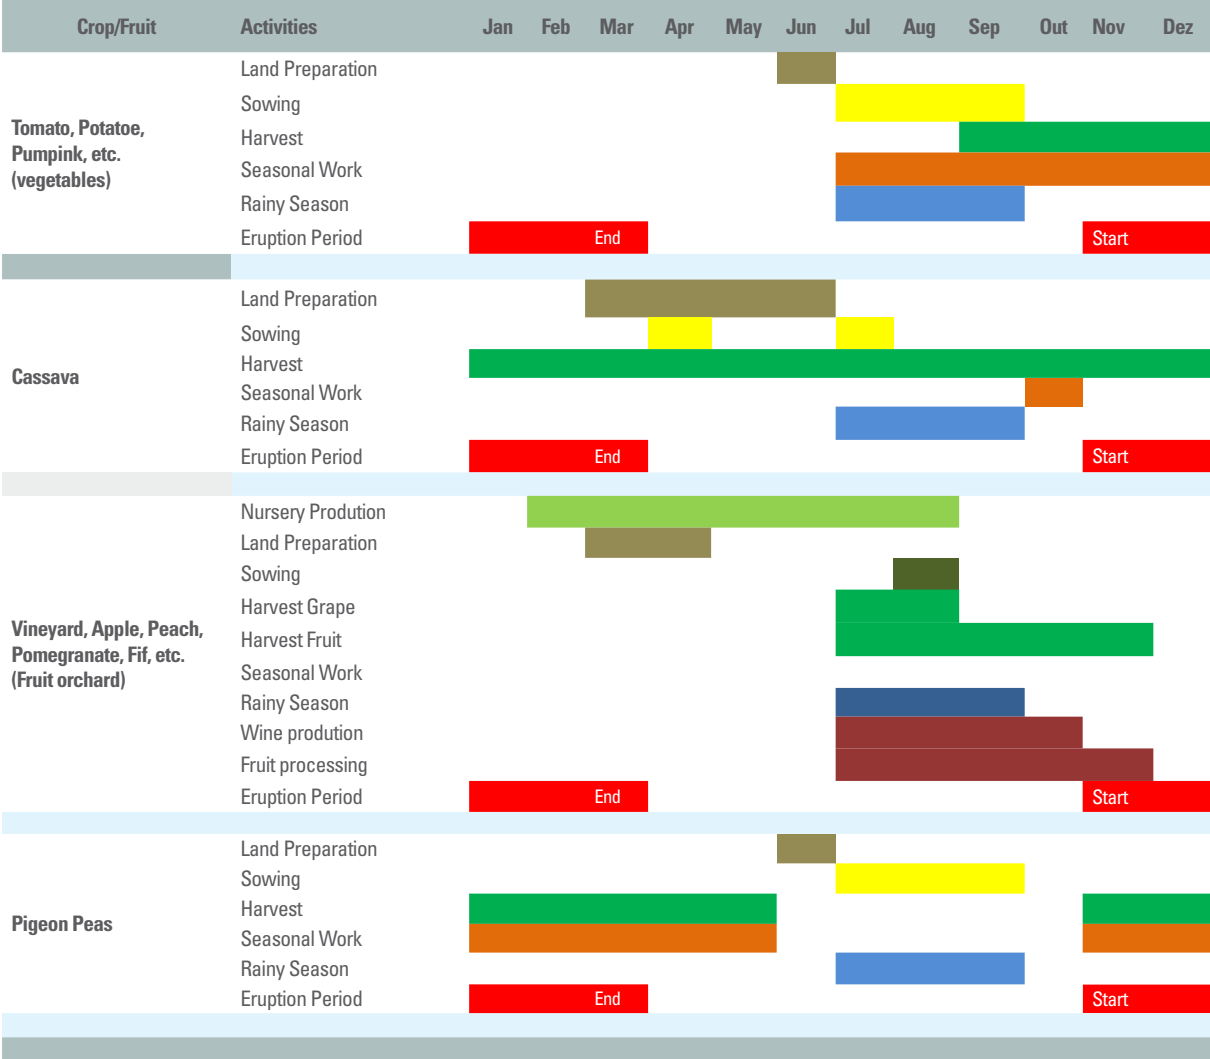 Crop/Fruit Activities Jan Feb Mar Apr May Jun Jul Aug Sep Out Nov Dez
Tomato, Potatoe,
Pumpink, etc.
(vegetables)
Land Preparation
Sowing
Harvest
Seasonal Work
Rainy Season
Eruption Period End Start
Cassava
Land Preparation
Sowing
Harvest
Seasonal Work
Rainy Season
Eruption Period End Start
Vineyard, Apple, Peach,
Pomegranate, Fif, etc.
(Fruit orchard)
Nursery Prodution
Land Preparation
Sowing
Harvest Grape
Harvest Fruit
Seasonal Work
Rainy Season
Wine prodution
Fruit processing
Eruption Period End Start
Pigeon Peas
Land Preparation
Sowing
Harvest
Seasonal Work
Rainy Season
Eruption Period End Start